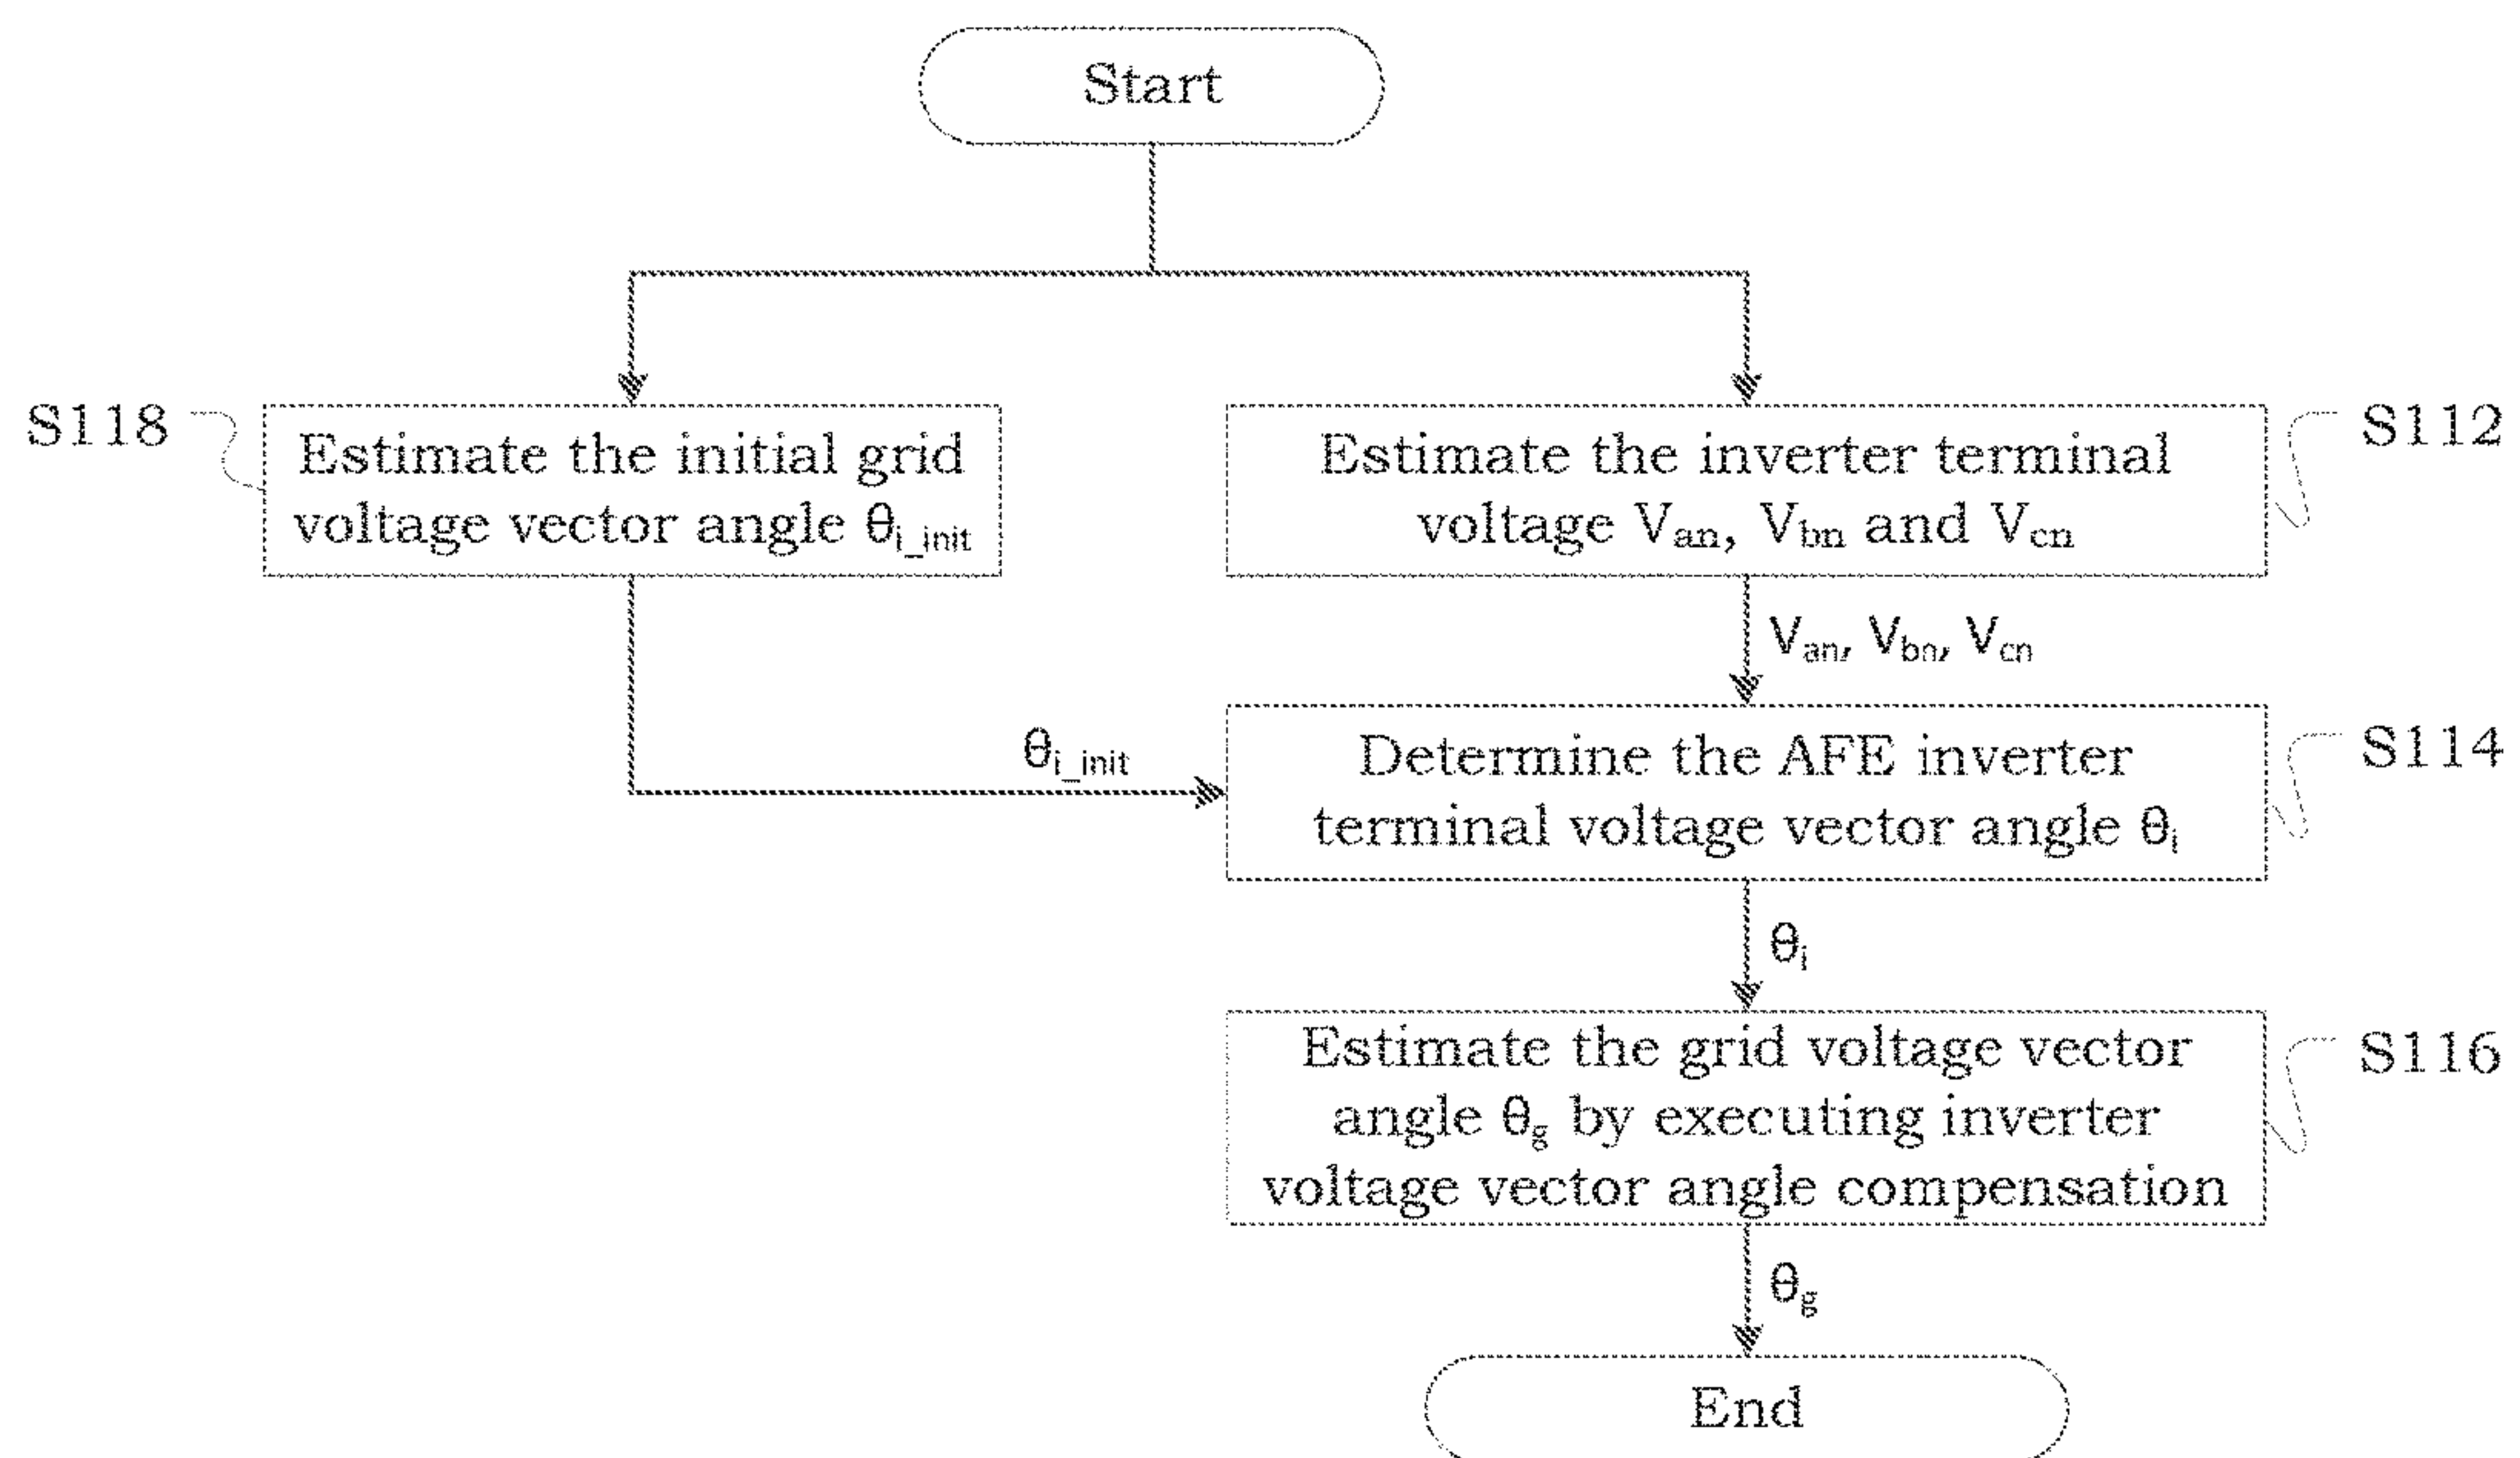 Start
S118
Estimate the initial grid
voltage vector angle θi_init
Estimate the inverter terminal
voltage Van, Vbn and Vcn
S112
Van, Vbn, Vcn
θi_init
Determine the AFE inverter
terminal voltage vector angle θi
S114
θi
Estimate the grid voltage vector
angle θg by executing inverter
voltage vector angle compensation
S116
θg
End